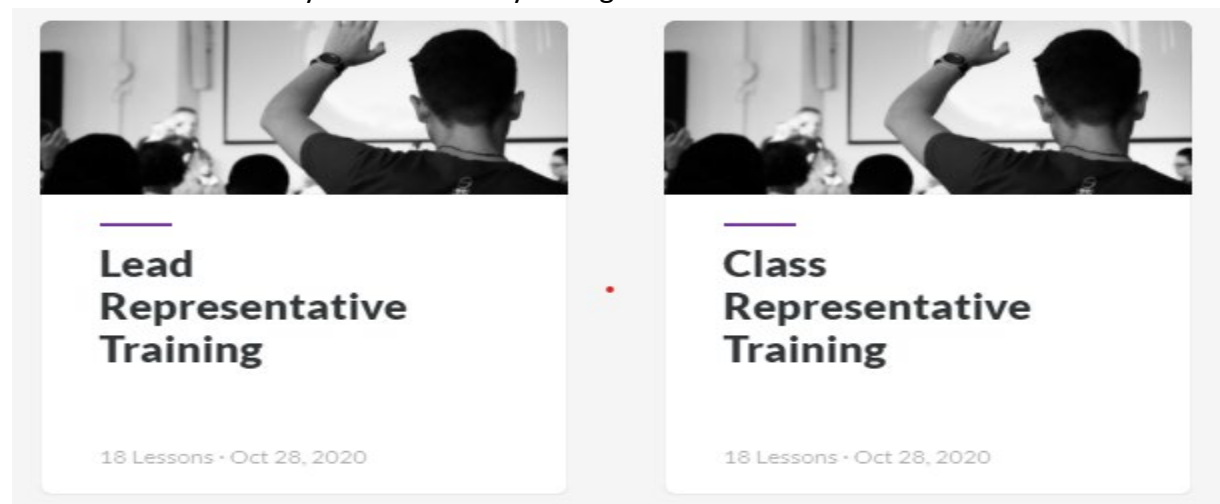 Lead
Representative
Training
18 Lessons · Oct 28, 2020
Class
Representative
Training
18 Lessons · Oct 28, 2020